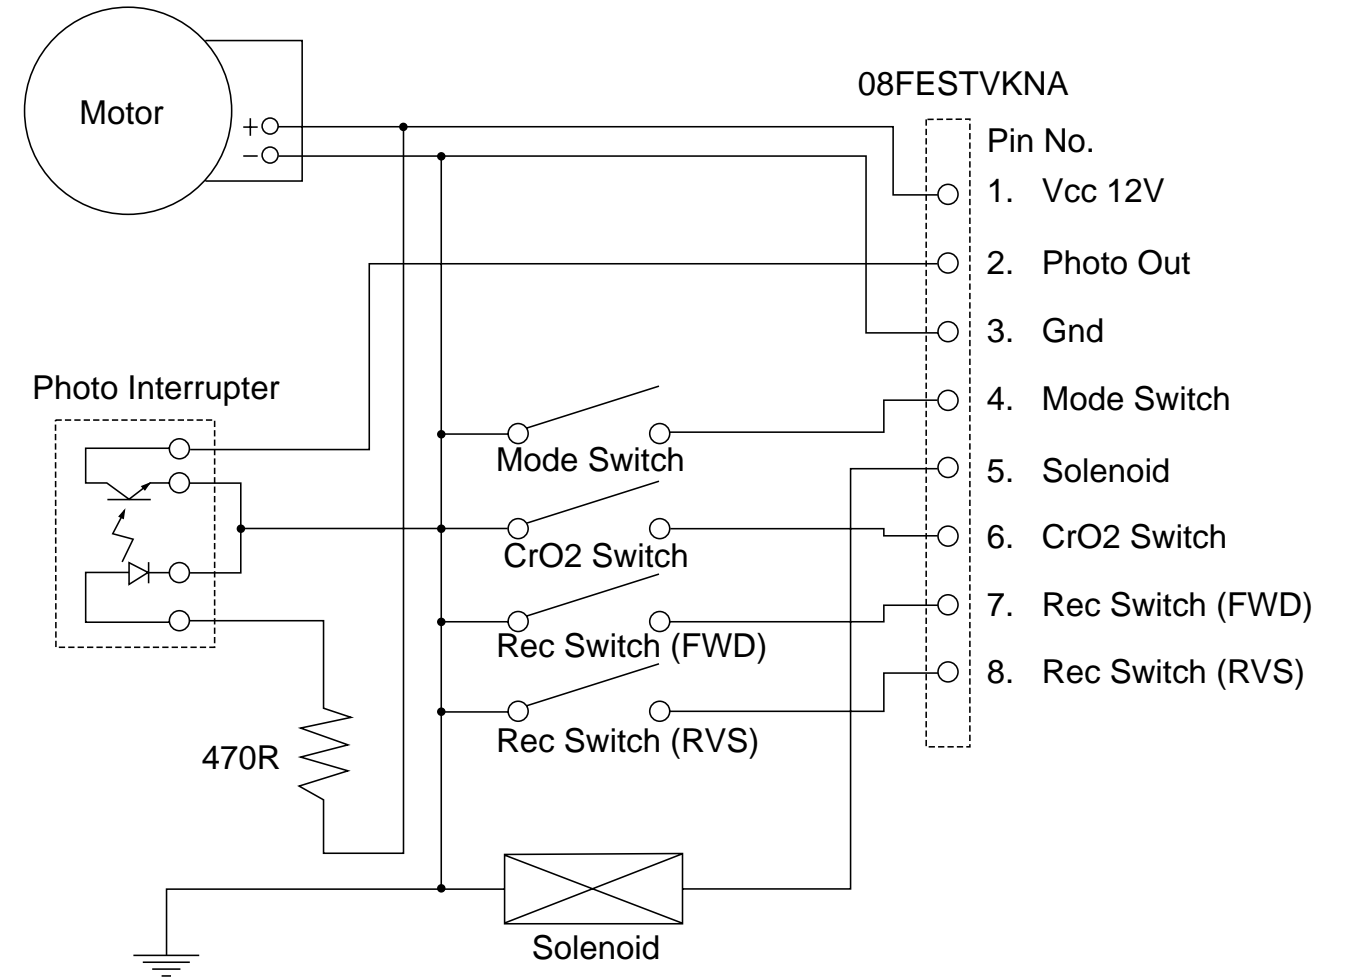 08FESTVKNA
Motor
+
−
Pin No.
1. Vcc 12V
2. Photo Out
3. Gnd
4. Mode Switch
5. Solenoid
6. CrO2 Switch
7. Rec Switch (FWD)
8. Rec Switch (RVS)
Photo Interrupter
Mode Switch
CrO2 Switch
Rec Switch (FWD)
Rec Switch (RVS)
470R
Solenoid